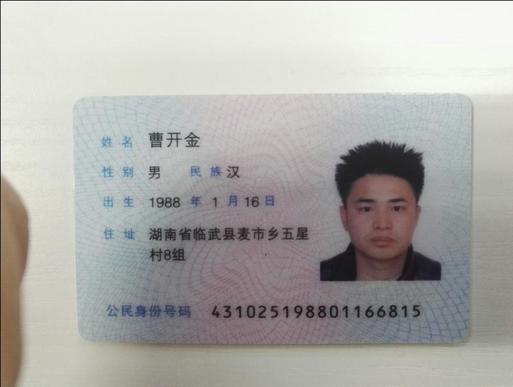 姓名 曹开金
性别 男 民族 汉
出生 1988 年 1 月 16 日
住址 湖南省临武县麦市乡五星
村8组
公民身份号码 431025198801166815